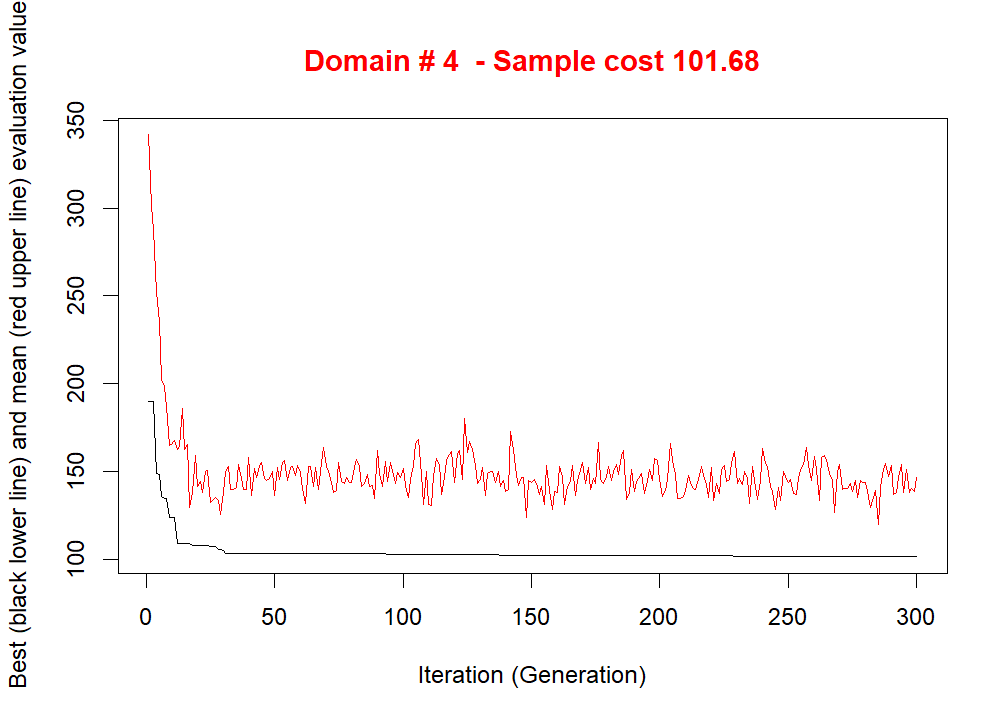 Domain # 4  - Sample cost 101.68
Best (black lower line) and mean (red upper line) evaluation value
350
300
250
200
150
100
0 50 100 150 200 250 300
Iteration (Generation)